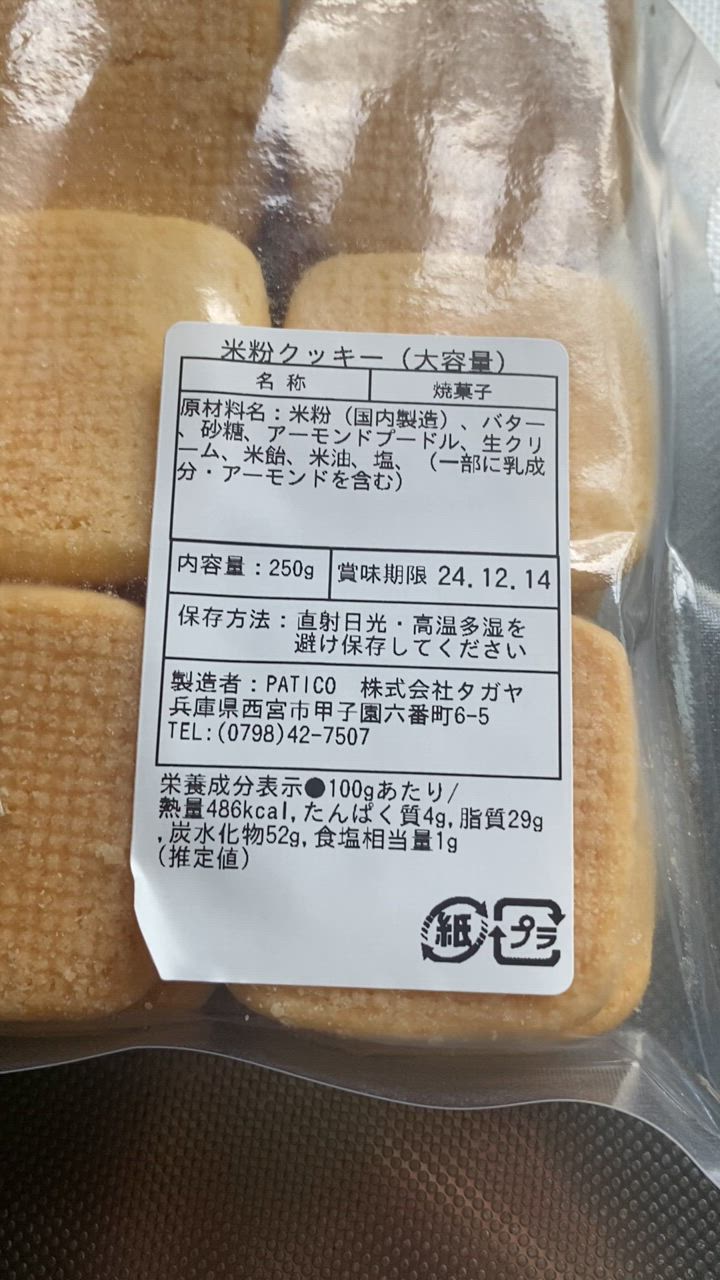 米粉クッキー（大容量）
名 称 焼菓子
原材料名：米粉（国内製造）、バター
、砂糖、アーモンドプードル、生クリ
ーム、米飴、米油、塩、（一部に乳成
分・アーモンドを含む）
内容量：250g 賞味期限 24.12.14
保存方法：直射日光・高温多湿を
避け保存してください
製造者：PATICO 株式会社タガヤ
兵庫県西宮市甲子園六番町6-5
TEL:(0798)42-7507
栄養成分表示●100gあたり/
熱量486kcal,たんぱく質4g,脂質29g
,炭水化物52g,食塩相当量1g
（推定値）
紙 プラ